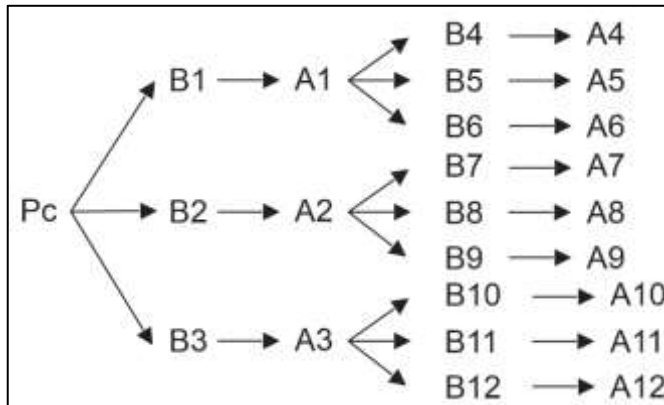 B4 A4
B1 A1 B5 A5
B6 A6
B7 A7
Pc B2 A2 B8 A8
B9 A9
B10 A10
B3 A3 B11 A11
B12 A12